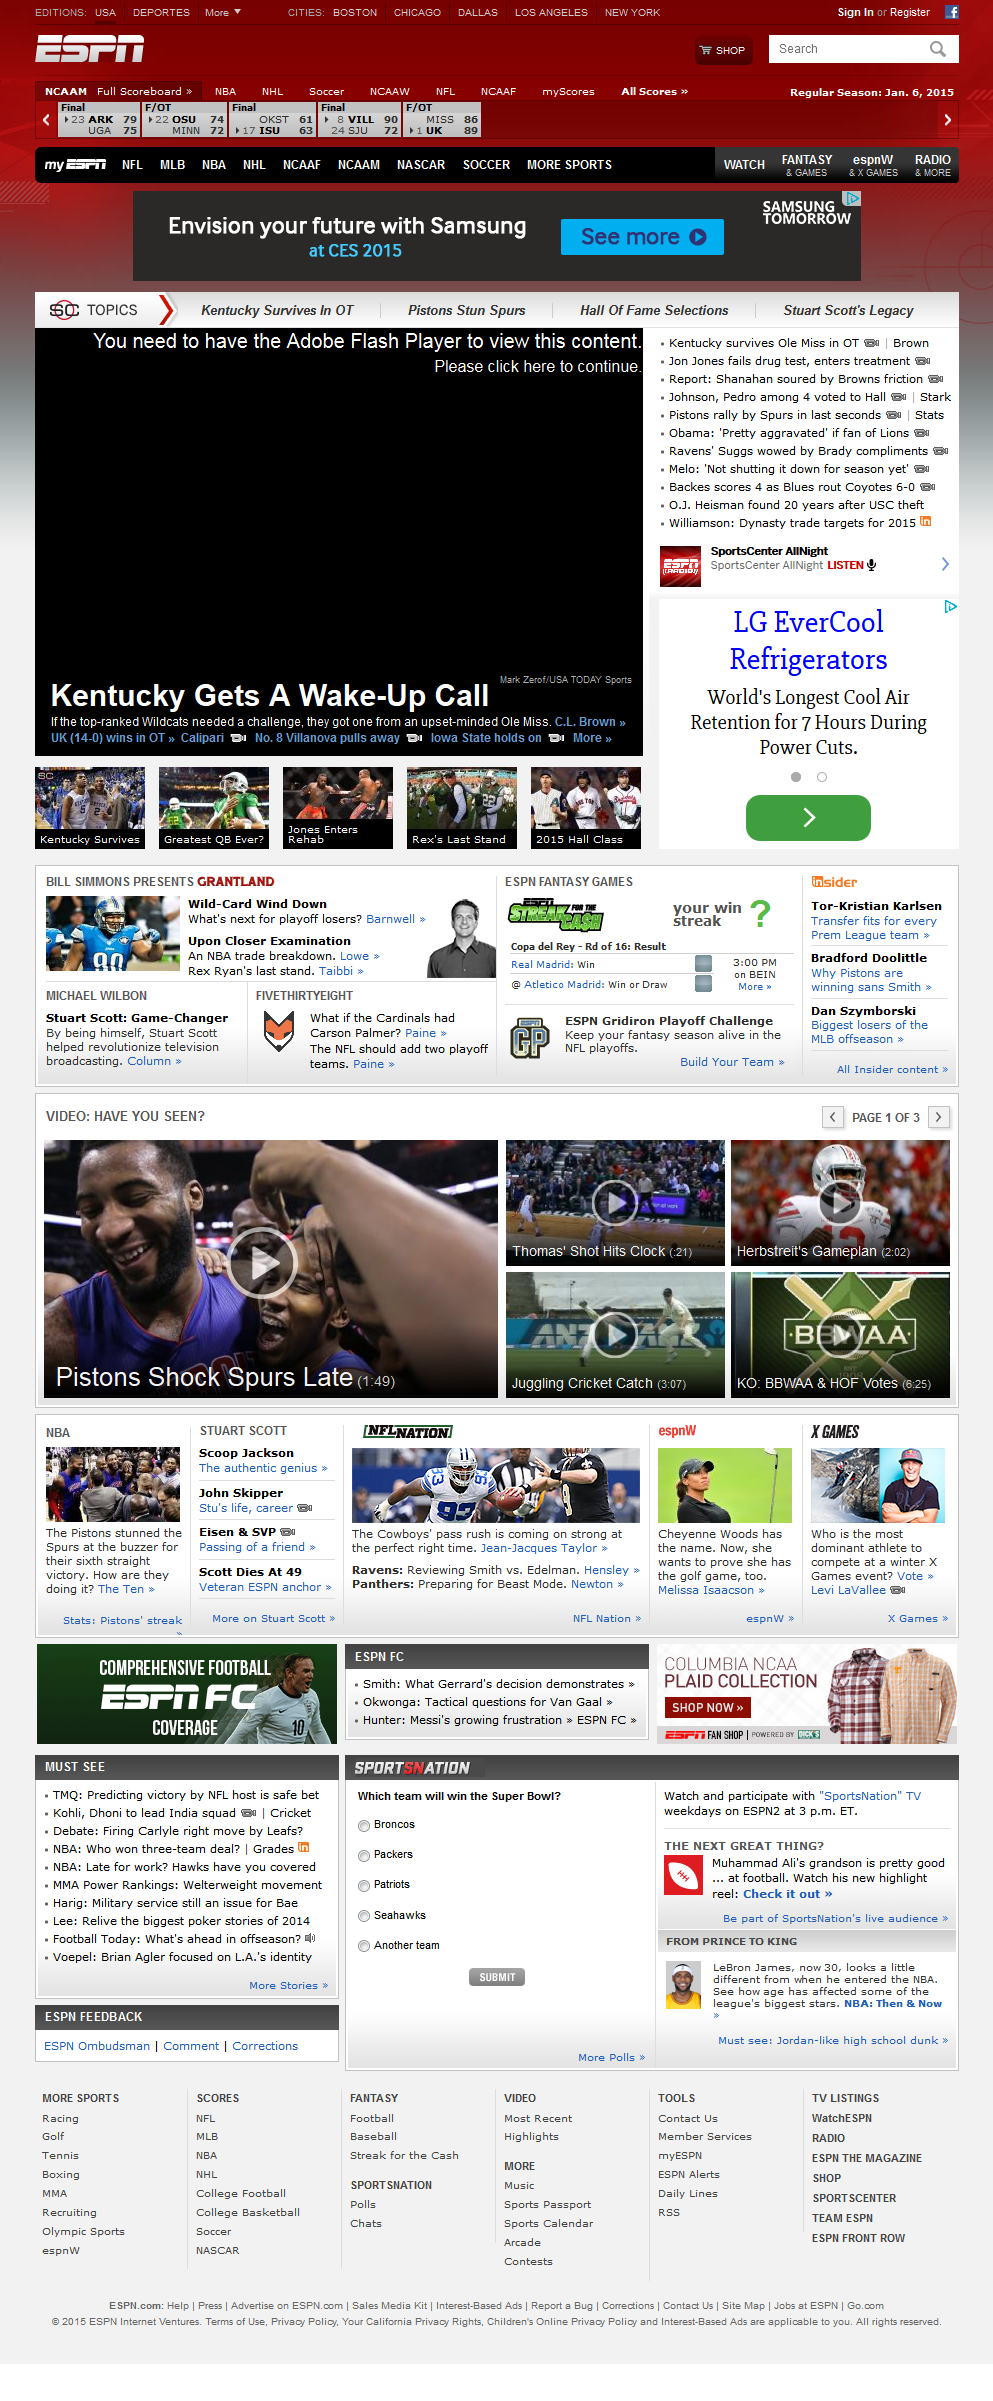 EDITIONS: USA DEPORTES More CITIES: BOSTON CHICAGO DALLAS LOS ANGELES NEW YORK Sign In or Register
ESPN SHOP Search
NCAAM Full Scoreboard » NBA NHL Soccer NCAAW NFL NCAAF myScores All Scores » Regular Season: Jan. 6, 2015
Final F/OT Final Final F/OT
23 ARK 79 22 OSU 74 OKST 61 8 VILL 90 MISS 86
UGA 75 MINN 72 17 ISU 63 24 SJU 72 1 UK 89
my ESPN NFL MLB NBA NHL NCAAF NCAAM NASCAR SOCCER MORE SPORTS WATCH FANTASY & GAMES espnW & X GAMES RADIO & MORE
Envision your future with Samsung
at CES 2015
See more
SAMSUNG TOMORROW
SC TOPICS Kentucky Survives In OT Pistons Stun Spurs Hall Of Fame Selections Stuart Scott's Legacy
You need to have the Adobe Flash Player to view this content.
Please click here to continue.
Mark Zerof/USA TODAY Sports
Kentucky Gets A Wake-Up Call
If the top-ranked Wildcats needed a challenge, they got one from an upset-minded Ole Miss. C.L. Brown »
UK (14-0) wins in OT » Calipari No. 8 Villanova pulls away Iowa State holds on More »
Kentucky survives Ole Miss in OT | Brown
Jon Jones fails drug test, enters treatment
Report: Shanahan soured by Browns friction
Johnson, Pedro among 4 voted to Hall | Stark
Pistons rally by Spurs in last seconds | Stats
Obama: 'Pretty aggravated' if fan of Lions
Ravens' Suggs wowed by Brady compliments
Melo: 'Not shutting it down for season yet'
Backes scores 4 as Blues rout Coyotes 6-0
O.J. Heisman found 20 years after USC theft
Williamson: Dynasty trade targets for 2015 in
ESPN RADIO
SportsCenter AllNight
SportsCenter AllNight LISTEN
LG EverCool
Refrigerators
World's Longest Cool Air
Retention for 7 Hours During
Power Cuts.
SC
Kentucky Survives
Greatest QB Ever?
Jones Enters
Rehab
Rex's Last Stand
2015 Hall Class
BILL SIMMONS PRESENTS GRANTLAND
Wild-Card Wind Down
What's next for playoff losers? Barnwell »
Upon Closer Examination
An NBA trade breakdown. Lowe »
Rex Ryan's last stand. Taibbi »
MICHAEL WILBON
Stuart Scott: Game-Changer
By being himself, Stuart Scott
helped revolutionize television
broadcasting. Column »
FIVETHIRTYEIGHT
What if the Cardinals had
Carson Palmer? Paine »
The NFL should add two playoff
teams. Paine »
ESPN FANTASY GAMES
STREAK FOR THE CASH
your win
streak ?
Copa del Rey - Rd of 16: Result
Real Madrid: Win
@ Atletico Madrid: Win or Draw
3:00 PM
on BEIN
More »
GP
ESPN Gridiron Playoff Challenge
Keep your fantasy season alive in the
NFL playoffs.
Build Your Team »
insider
Tor-Kristian Karlsen
Transfer fits for every
Prem League team »
Bradford Doolittle
Why Pistons are
winning sans Smith »
Dan Szymborski
Biggest losers of the
MLB offseason »
All Insider content »
VIDEO: HAVE YOU SEEN? PAGE 1 OF 3
Pistons Shock Spurs Late (1:49)
Thomas' Shot Hits Clock (:21)
Herbstreit's Gameplan (2:02)
Juggling Cricket Catch (3:07)
BBWAA
KO: BBWAA & HOF Votes (6:25)
NBA
The Pistons stunned the
Spurs at the buzzer for
their sixth straight
victory. How are they
doing it? The Ten »
Stats: Pistons' streak
»
STUART SCOTT
Scoop Jackson
The authentic genius »
John Skipper
Stu's life, career
Eisen & SVP
Passing of a friend »
Scott Dies At 49
Veteran ESPN anchor »
More on Stuart Scott »
NFL NATION
The Cowboys' pass rush is coming on strong at
the perfect right time. Jean-Jacques Taylor »
Ravens: Reviewing Smith vs. Edelman. Hensley »
Panthers: Preparing for Beast Mode. Newton »
NFL Nation »
espnW
Cheyenne Woods has
the name. Now, she
wants to prove she has
the golf game, too.
Melissa Isaacson »
espnW »
X GAMES
Who is the most
dominant athlete to
compete at a winter X
Games event? Vote »
Levi LaVallee
X Games »
COMPREHENSIVE FOOTBALL
ESPN FC
COVERAGE
10
ESPN FC
Smith: What Gerrard's decision demonstrates »
Okwonga: Tactical questions for Van Gaal »
Hunter: Messi's growing frustration » ESPN FC »
COLUMBIA NCAA
PLAID COLLECTION
SHOP NOW »
ESPN FAN SHOP | POWERED BY DICK'S
MUST SEE
TMQ: Predicting victory by NFL host is safe bet
Kohli, Dhoni to lead India squad | Cricket
Debate: Firing Carlyle right move by Leafs?
NBA: Who won three-team deal? | Grades in
NBA: Late for work? Hawks have you covered
MMA Power Rankings: Welterweight movement
Harig: Military service still an issue for Bae
Lee: Relive the biggest poker stories of 2014
Football Today: What's ahead in offseason?
Voepel: Brian Agler focused on L.A.'s identity
More Stories »
ESPN FEEDBACK
ESPN Ombudsman | Comment | Corrections
SPORTSNATION
Which team will win the Super Bowl?
Broncos
Packers
Patriots
Seahawks
Another team
SUBMIT
More Polls »
Watch and participate with "SportsNation" TV
weekdays on ESPN2 at 3 p.m. ET.
THE NEXT GREAT THING?
Muhammad Ali's grandson is pretty good
... at football. Watch his new highlight
reel: Check it out »
Be part of SportsNation's live audience »
FROM PRINCE TO KING
LeBron James, now 30, looks a little
different from when he entered the NBA.
See how age has affected some of the
league's biggest stars. NBA: Then & Now
»
Must see: Jordan-like high school dunk »
MORE SPORTS
Racing
Golf
Tennis
Boxing
MMA
Recruiting
Olympic Sports
espnW
SCORES
NFL
MLB
NBA
NHL
College Football
College Basketball
Soccer
NASCAR
FANTASY
Football
Baseball
Streak for the Cash
SPORTSNATION
Polls
Chats
VIDEO
Most Recent
Highlights
MORE
Music
Sports Passport
Sports Calendar
Arcade
Contests
TOOLS
Contact Us
Member Services
myESPN
ESPN Alerts
Daily Lines
RSS
TV LISTINGS
WatchESPN
RADIO
ESPN THE MAGAZINE
SHOP
SPORTSCENTER
TEAM ESPN
ESPN FRONT ROW
ESPN.com: Help | Press | Advertise on ESPN.com | Sales Media Kit | Interest-Based Ads | Report a Bug | Corrections | Contact Us | Site Map | Jobs at ESPN | Go.com
© 2015 ESPN Internet Ventures. Terms of Use, Privacy Policy, Your California Privacy Rights, Children's Online Privacy Policy and Interest-Based Ads are applicable to you. All rights reserved.